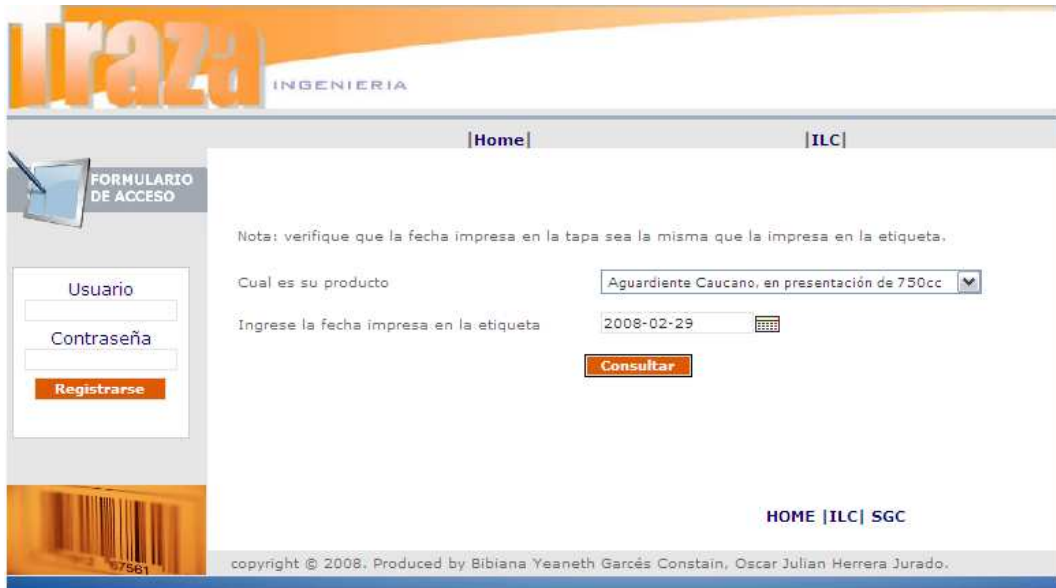 Traza
INGENIERIA
|Home| |ILC|
FORMULARIO
DE ACCESO
Nota: verifique que la fecha impresa en la tapa sea la misma que la impresa en la etiqueta.
Usuario
Contraseña
Registrarse
Cual es su producto Aguardiente Caucano, en presentación de 750cc
Ingrese la fecha impresa en la etiqueta 2008-02-29
Consultar
67561
HOME |ILC| SGC
copyright © 2008. Produced by Bibiana Yeaneth Garcés Constain, Oscar Julian Herrera Jurado.